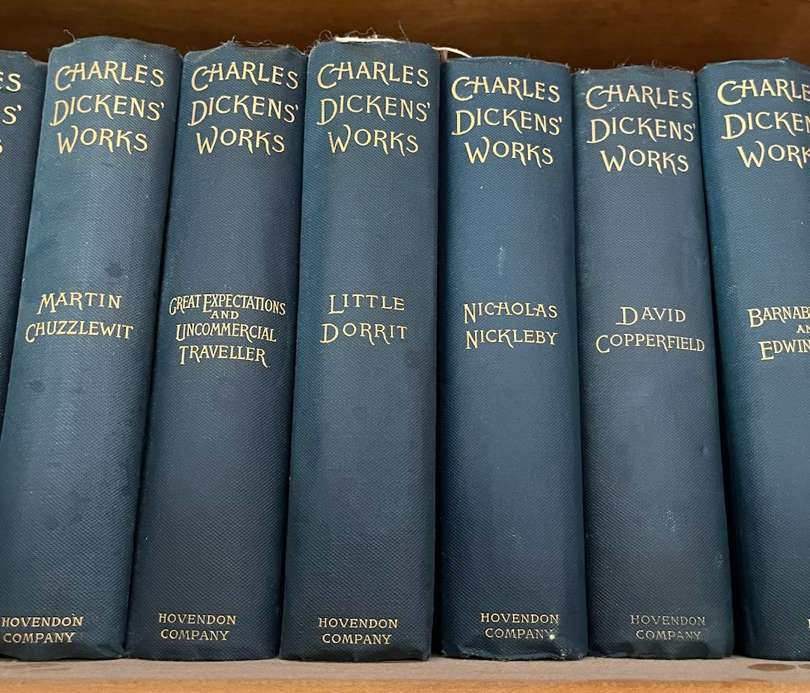 CHARLES
DICKENS'
WORKS
MARTIN
CHUZZLEWIT
HOVENDON
COMPANY
CHARLES
DICKENS'
WORKS
GREAT EXPECTATIONS
AND
UNCOMMERCIAL
TRAVELLER
HOVENDON
COMPANY
CHARLES
DICKENS'
WORKS
LITTLE
DORRIT
HOVENDON
COMPANY
CHARLES
DICKENS'
WORKS
NICHOLAS
NICKLEBY
HOVENDON
COMPANY
CHARLES
DICKENS'
WORKS
DAVID
COPPERFIELD
HOVENDON
COMPANY
CHARLES